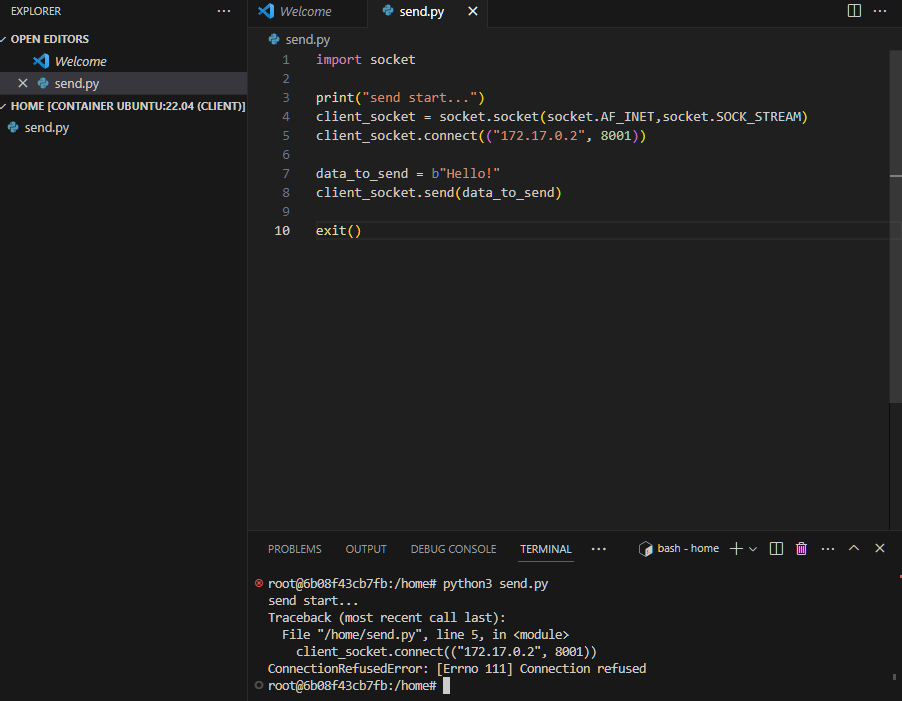 EXPLORER
OPEN EDITORS
Welcome
send.py
HOME [CONTAINER UBUNTU:22.04 (CLIENT)]
send.py
Welcome
send.py
send.py
1 import socket
2
3 print("send start...")
4 client_socket = socket.socket(socket.AF_INET,socket.SOCK_STREAM)
5 client_socket.connect(("172.17.0.2", 8001))
6
7 data_to_send = b"Hello!"
8 client_socket.send(data_to_send)
9
10 exit()
PROBLEMS OUTPUT DEBUG CONSOLE TERMINAL bash - home
root@6b08f43cb7fb:/home# python3 send.py
send start...
Traceback (most recent call last):
File "/home/send.py", line 5, in <module>
client_socket.connect(("172.17.0.2", 8001))
ConnectionRefusedError: [Errno 111] Connection refused
root@6b08f43cb7fb:/home#